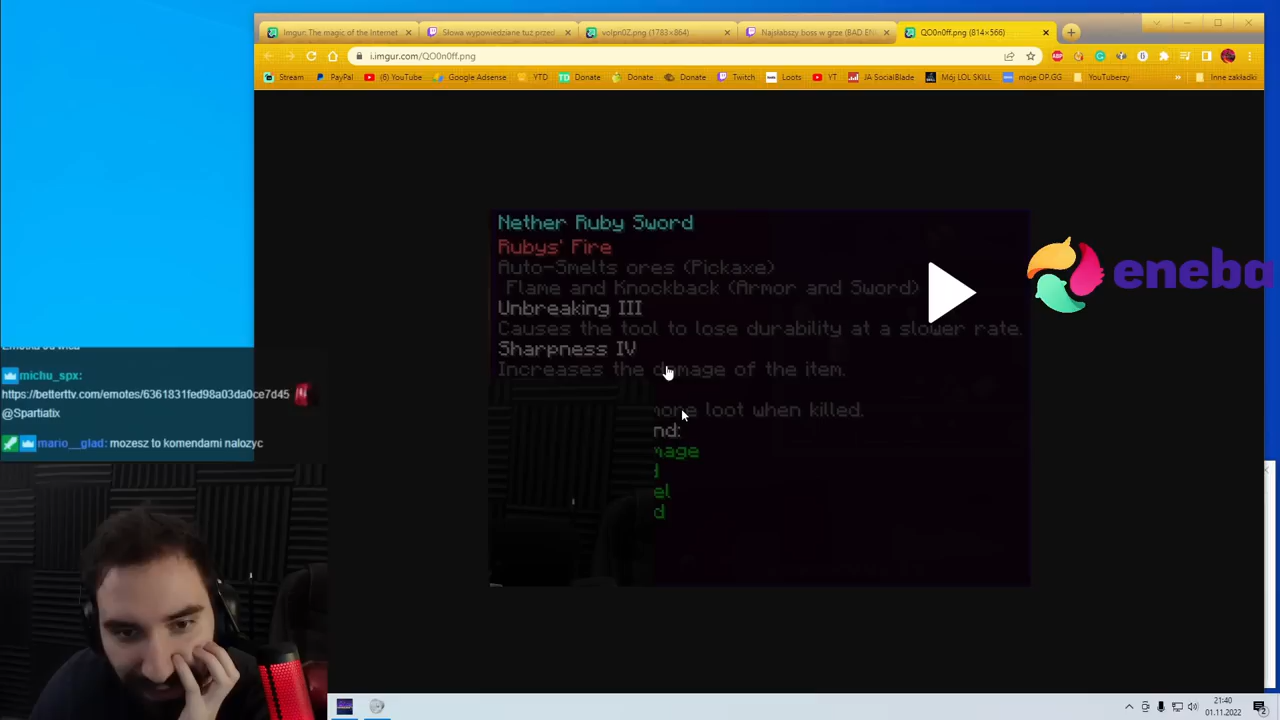 Imgur: The magic of the Internet
Słowa wypowiedziane tuż przed
volpn0Z.png (1783×864)
Najsłabszy boss w grze (BAD EN
QO0n0ff.png (814×566)
i.imgur.com/QO0n0ff.png
Stream
PayPal
(6) YouTube
Google Adsense
YTD
Donate
Donate
Donate
Twitch
Loots
YT
JA SocialBlade
Mój LOL SKILL
moje OP.GG
YouTuberzy
Inne zakładki
Nether Ruby Sword
Rubys' Fire
Auto-Smelts ores (Pickaxe)
Flame and Knockback (Armor and Sword)
Unbreaking III
Causes the tool to lose durability at a slower rate.
Sharpness IV
Increases the damage of the item.
more loot when killed.
nd:
mage
d
el
d
eneba
michu_spx:
https://betterttv.com/emotes/6361831fed98a03da0ce7d45
@Spartiatix
mario__glad: mozesz to komendami nalozyc
21:40
01.11.2022